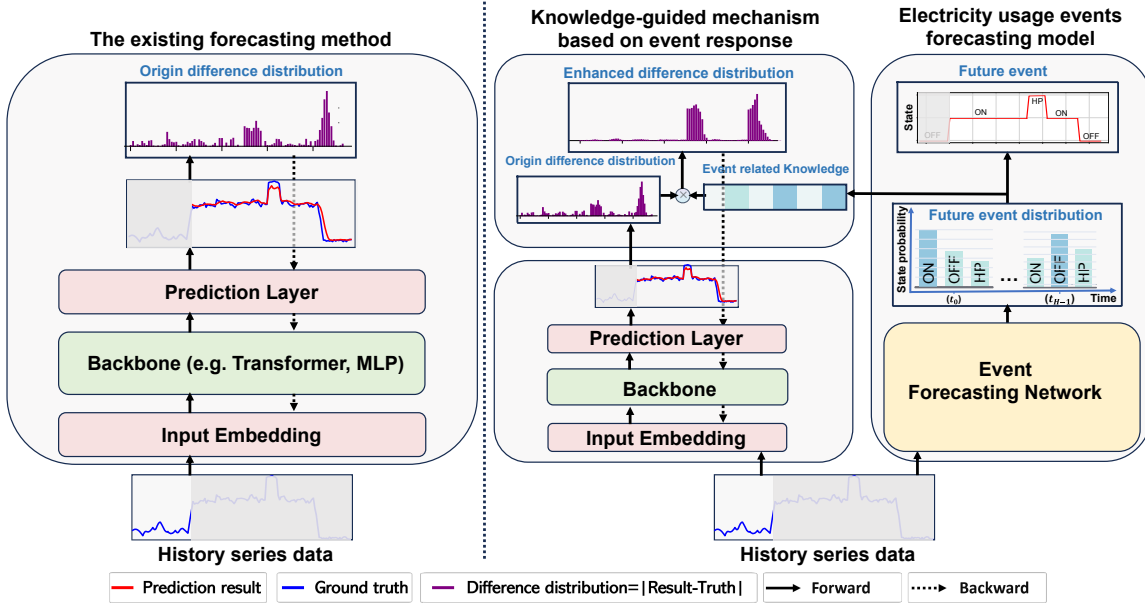 The existing forecasting method
Origin difference distribution
Prediction Layer
Backbone (e.g. Transformer, MLP)
Input Embedding
History series data
Knowledge-guided mechanism
based on event response
Enhanced difference distribution
Origin difference distribution
Event related Knowledge
Prediction Layer
Backbone
Input Embedding
Electricity usage events
forecasting model
Future event
State
OFF
ON
HP
ON
OFF
Future event distribution
State probability
ON
OFF
HP
...
ON
OFF
HP
(t₀)
(t_{H−1})
Time
Event
Forecasting Network
History series data
Prediction result
Ground truth
Difference distribution=|Result-Truth|
Forward
Backward